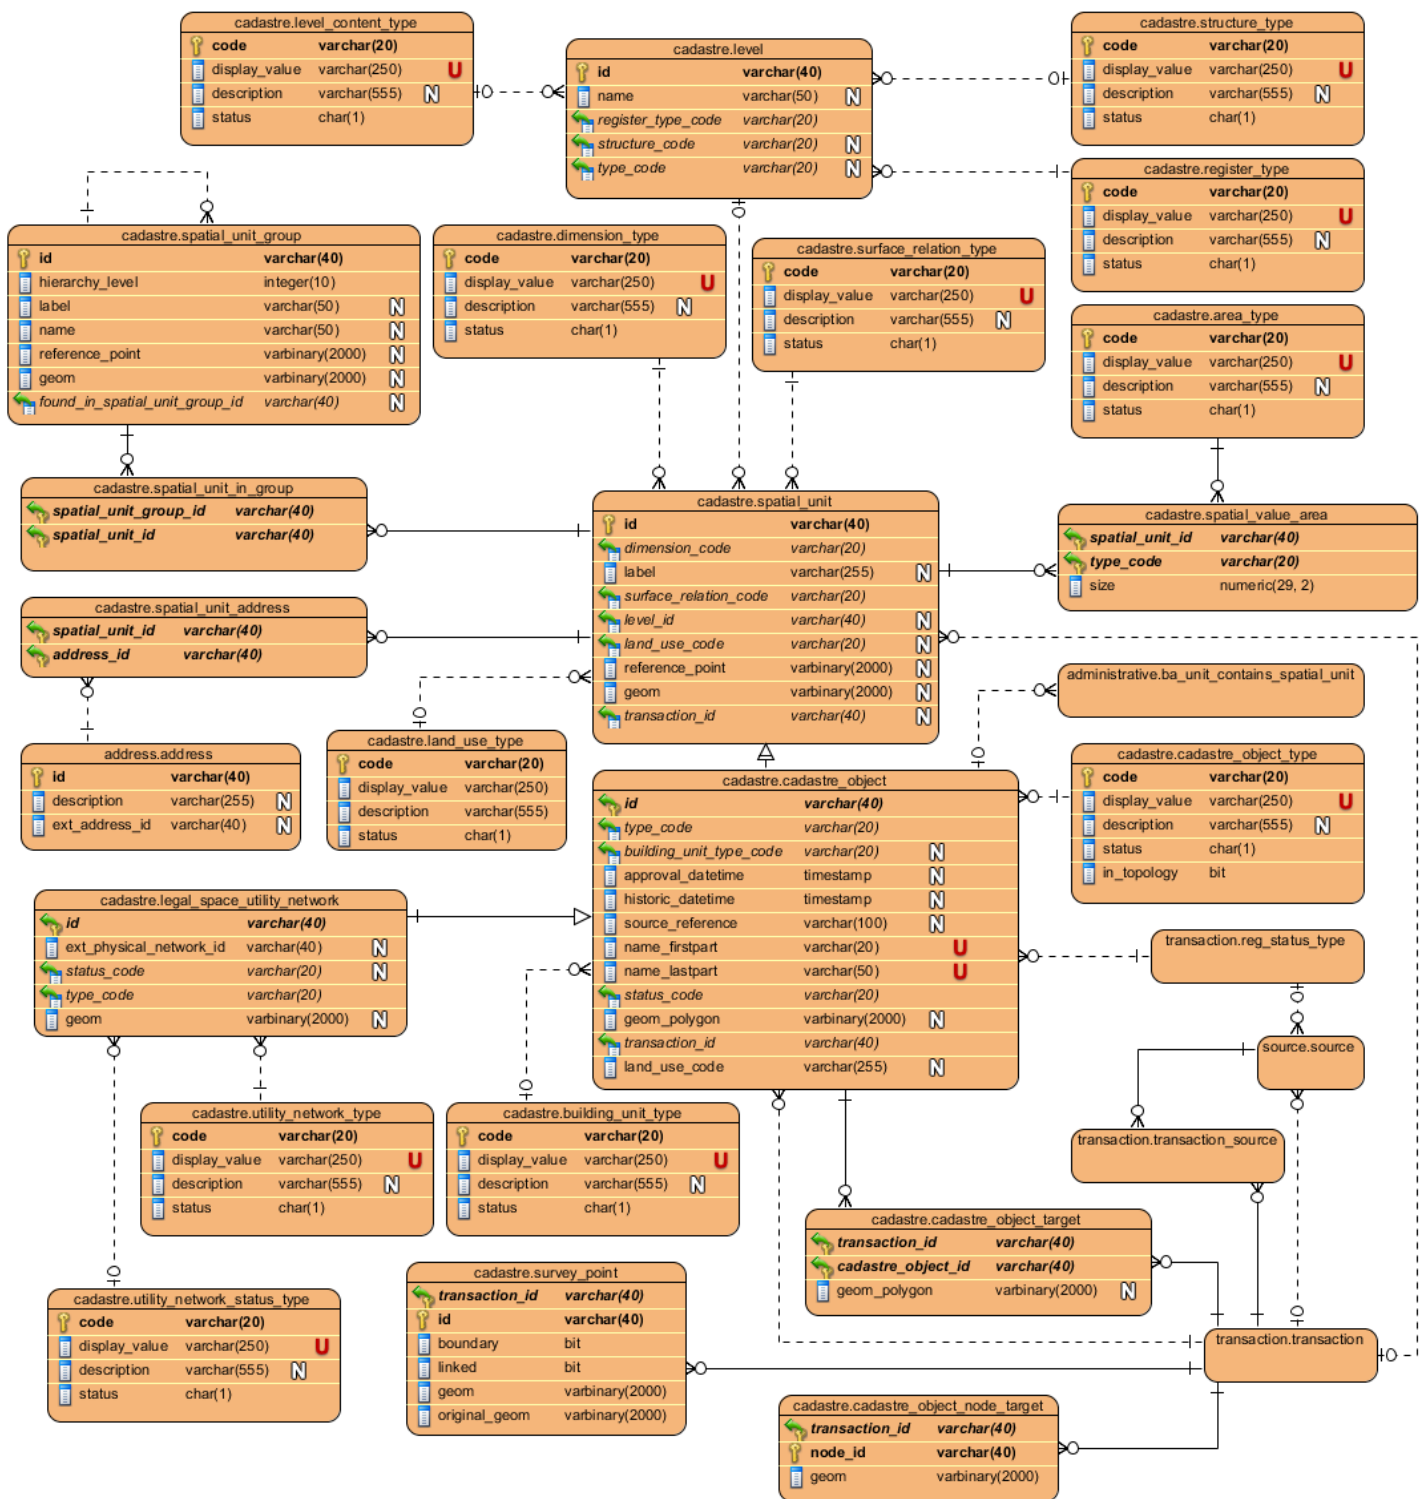 cadastre.level_content_type
code varchar(20)
display_value varchar(250) U
description varchar(555) N
status char(1)
cadastre.level
id varchar(40)
name varchar(50) N
register_type_code varchar(20)
structure_code varchar(20) N
type_code varchar(20) N
cadastre.structure_type
code varchar(20)
display_value varchar(250) U
description varchar(555) N
status char(1)
cadastre.register_type
code varchar(20)
display_value varchar(250) U
description varchar(555) N
status char(1)
cadastre.spatial_unit_group
id varchar(40)
hierarchy_level integer(10)
label varchar(50) N
name varchar(50) N
reference_point varbinary(2000) N
geom varbinary(2000) N
found_in_spatial_unit_group_id varchar(40) N
cadastre.dimension_type
code varchar(20)
display_value varchar(250) U
description varchar(555) N
status char(1)
cadastre.surface_relation_type
code varchar(20)
display_value varchar(250) U
description varchar(555) N
status char(1)
cadastre.area_type
code varchar(20)
display_value varchar(250) U
description varchar(555) N
status char(1)
cadastre.spatial_unit_in_group
spatial_unit_group_id varchar(40)
spatial_unit_id varchar(40)
cadastre.spatial_unit
id varchar(40)
dimension_code varchar(20)
label varchar(255) N
surface_relation_code varchar(20)
level_id varchar(40) N
land_use_code varchar(20) N
reference_point varbinary(2000) N
geom varbinary(2000) N
transaction_id varchar(40) N
cadastre.spatial_value_area
spatial_unit_id varchar(40)
type_code varchar(20)
size numeric(29, 2)
cadastre.spatial_unit_address
spatial_unit_id varchar(40)
address_id varchar(40)
administrative.ba_unit_contains_spatial_unit
address.address
id varchar(40)
description varchar(255) N
ext_address_id varchar(40) N
cadastre.land_use_type
code varchar(20)
display_value varchar(250)
description varchar(555)
status char(1)
cadastre.cadastre_object
id varchar(40)
type_code varchar(20)
building_unit_type_code varchar(20) N
approval_datetime timestamp N
historic_datetime timestamp N
source_reference varchar(100) N
name_firstpart varchar(20) U
name_lastpart varchar(50) U
status_code varchar(20)
geom_polygon varbinary(2000) N
transaction_id varchar(40)
land_use_code varchar(255) N
cadastre.cadastre_object_type
code varchar(20)
display_value varchar(250) U
description varchar(555) N
status char(1)
in_topology bit
cadastre.legal_space_utility_network
id varchar(40)
ext_physical_network_id varchar(40) N
status_code varchar(20) N
type_code varchar(20)
geom varbinary(2000) N
transaction.reg_status_type
source.source
cadastre.utility_network_type
code varchar(20)
display_value varchar(250) U
description varchar(555) N
status char(1)
cadastre.building_unit_type
code varchar(20)
display_value varchar(250) U
description varchar(555) N
status char(1)
transaction.transaction_source
cadastre.cadastre_object_target
transaction_id varchar(40)
cadastre_object_id varchar(40)
geom_polygon varbinary(2000) N
cadastre.utility_network_status_type
code varchar(20)
display_value varchar(250) U
description varchar(555) N
status char(1)
cadastre.survey_point
transaction_id varchar(40)
id varchar(40)
boundary bit
linked bit
geom varbinary(2000)
original_geom varbinary(2000)
transaction.transaction
cadastre.cadastre_object_node_target
transaction_id varchar(40)
node_id varchar(40)
geom varbinary(2000)